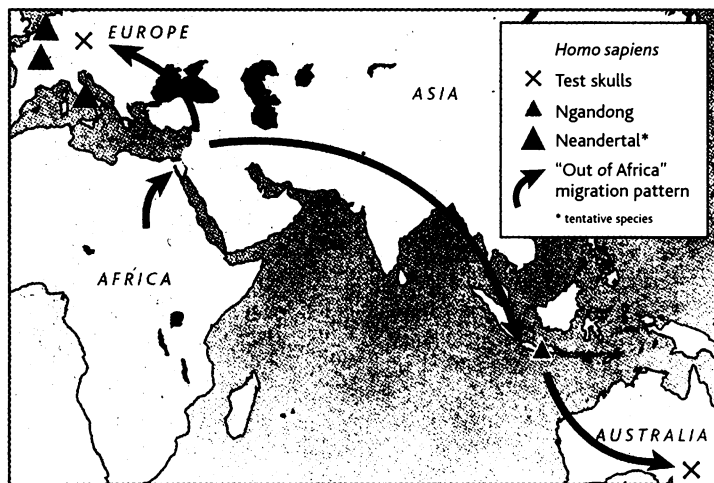 EUROPE
ASIA
AFRICA
AUSTRALIA
Homo sapiens
Test skulls
Ngandong
Neandertal*
"Out of Africa"
migration pattern
* tentative species